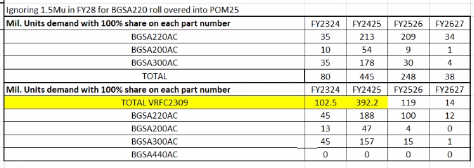 Ignoring 1.5Mu in FY28 for BGSA220 roll overed into POM25
Mil. Units demand with 100% share on each part number FY2324 FY2425 FY2526 FY2627
BGSA220AC 35 213 209 34
BGSA200AC 10 54 9 1
BGSA300AC 35 178 30 4
TOTAL 80 445 248 38
Mil. Units demand with 100% share on each part number FY2324 FY2425 FY2526 FY2627
TOTAL VRFC2309 102.5 392.2 119 14
BGSA220AC 45 188 100 12
BGSA200AC 13 47 4 0
BGSA300AC 45 157 15 1
BGSA440AC 0 0 0 0